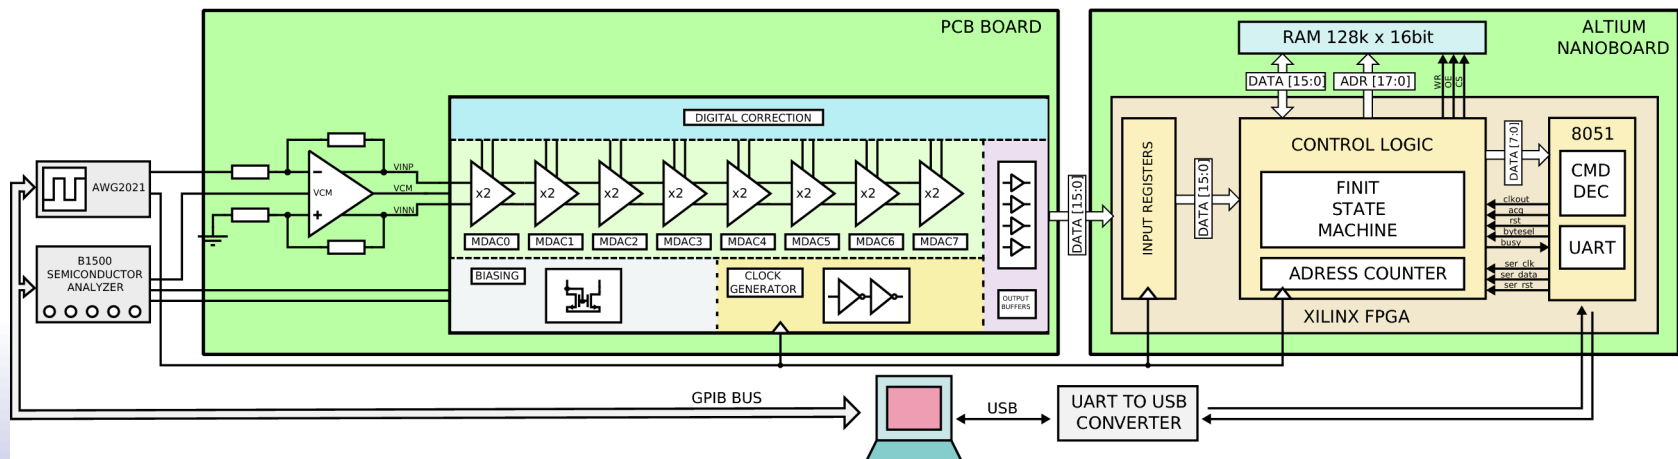 PCB BOARD
ALTIUM
NANOBOARD
RAM 128k x 16bit
DATA [15:0]
ADR [17:0]
WR
OE
CS
DIGITAL CORRECTION
AWG2021
VINP
VCM
VCM
VINN
x2
x2
x2
x2
x2
x2
x2
x2
MDAC0
MDAC1
MDAC2
MDAC3
MDAC4
MDAC5
MDAC6
MDAC7
B1500
SEMICONDUCTOR
ANALYZER
BIASING
CLOCK
GENERATOR
OUTPUT
BUFFERS
DATA [15:0]
INPUT REGISTERS
DATA [15:0]
CONTROL LOGIC
FINIT
STATE
MACHINE
ADRESS COUNTER
DATA [7:0]
8051
CMD
DEC
UART
clkout
acq
rst
bytesel
busy
ser clk
ser data
ser rst
XILINX FPGA
GPIB BUS
USB
UART TO USB
CONVERTER